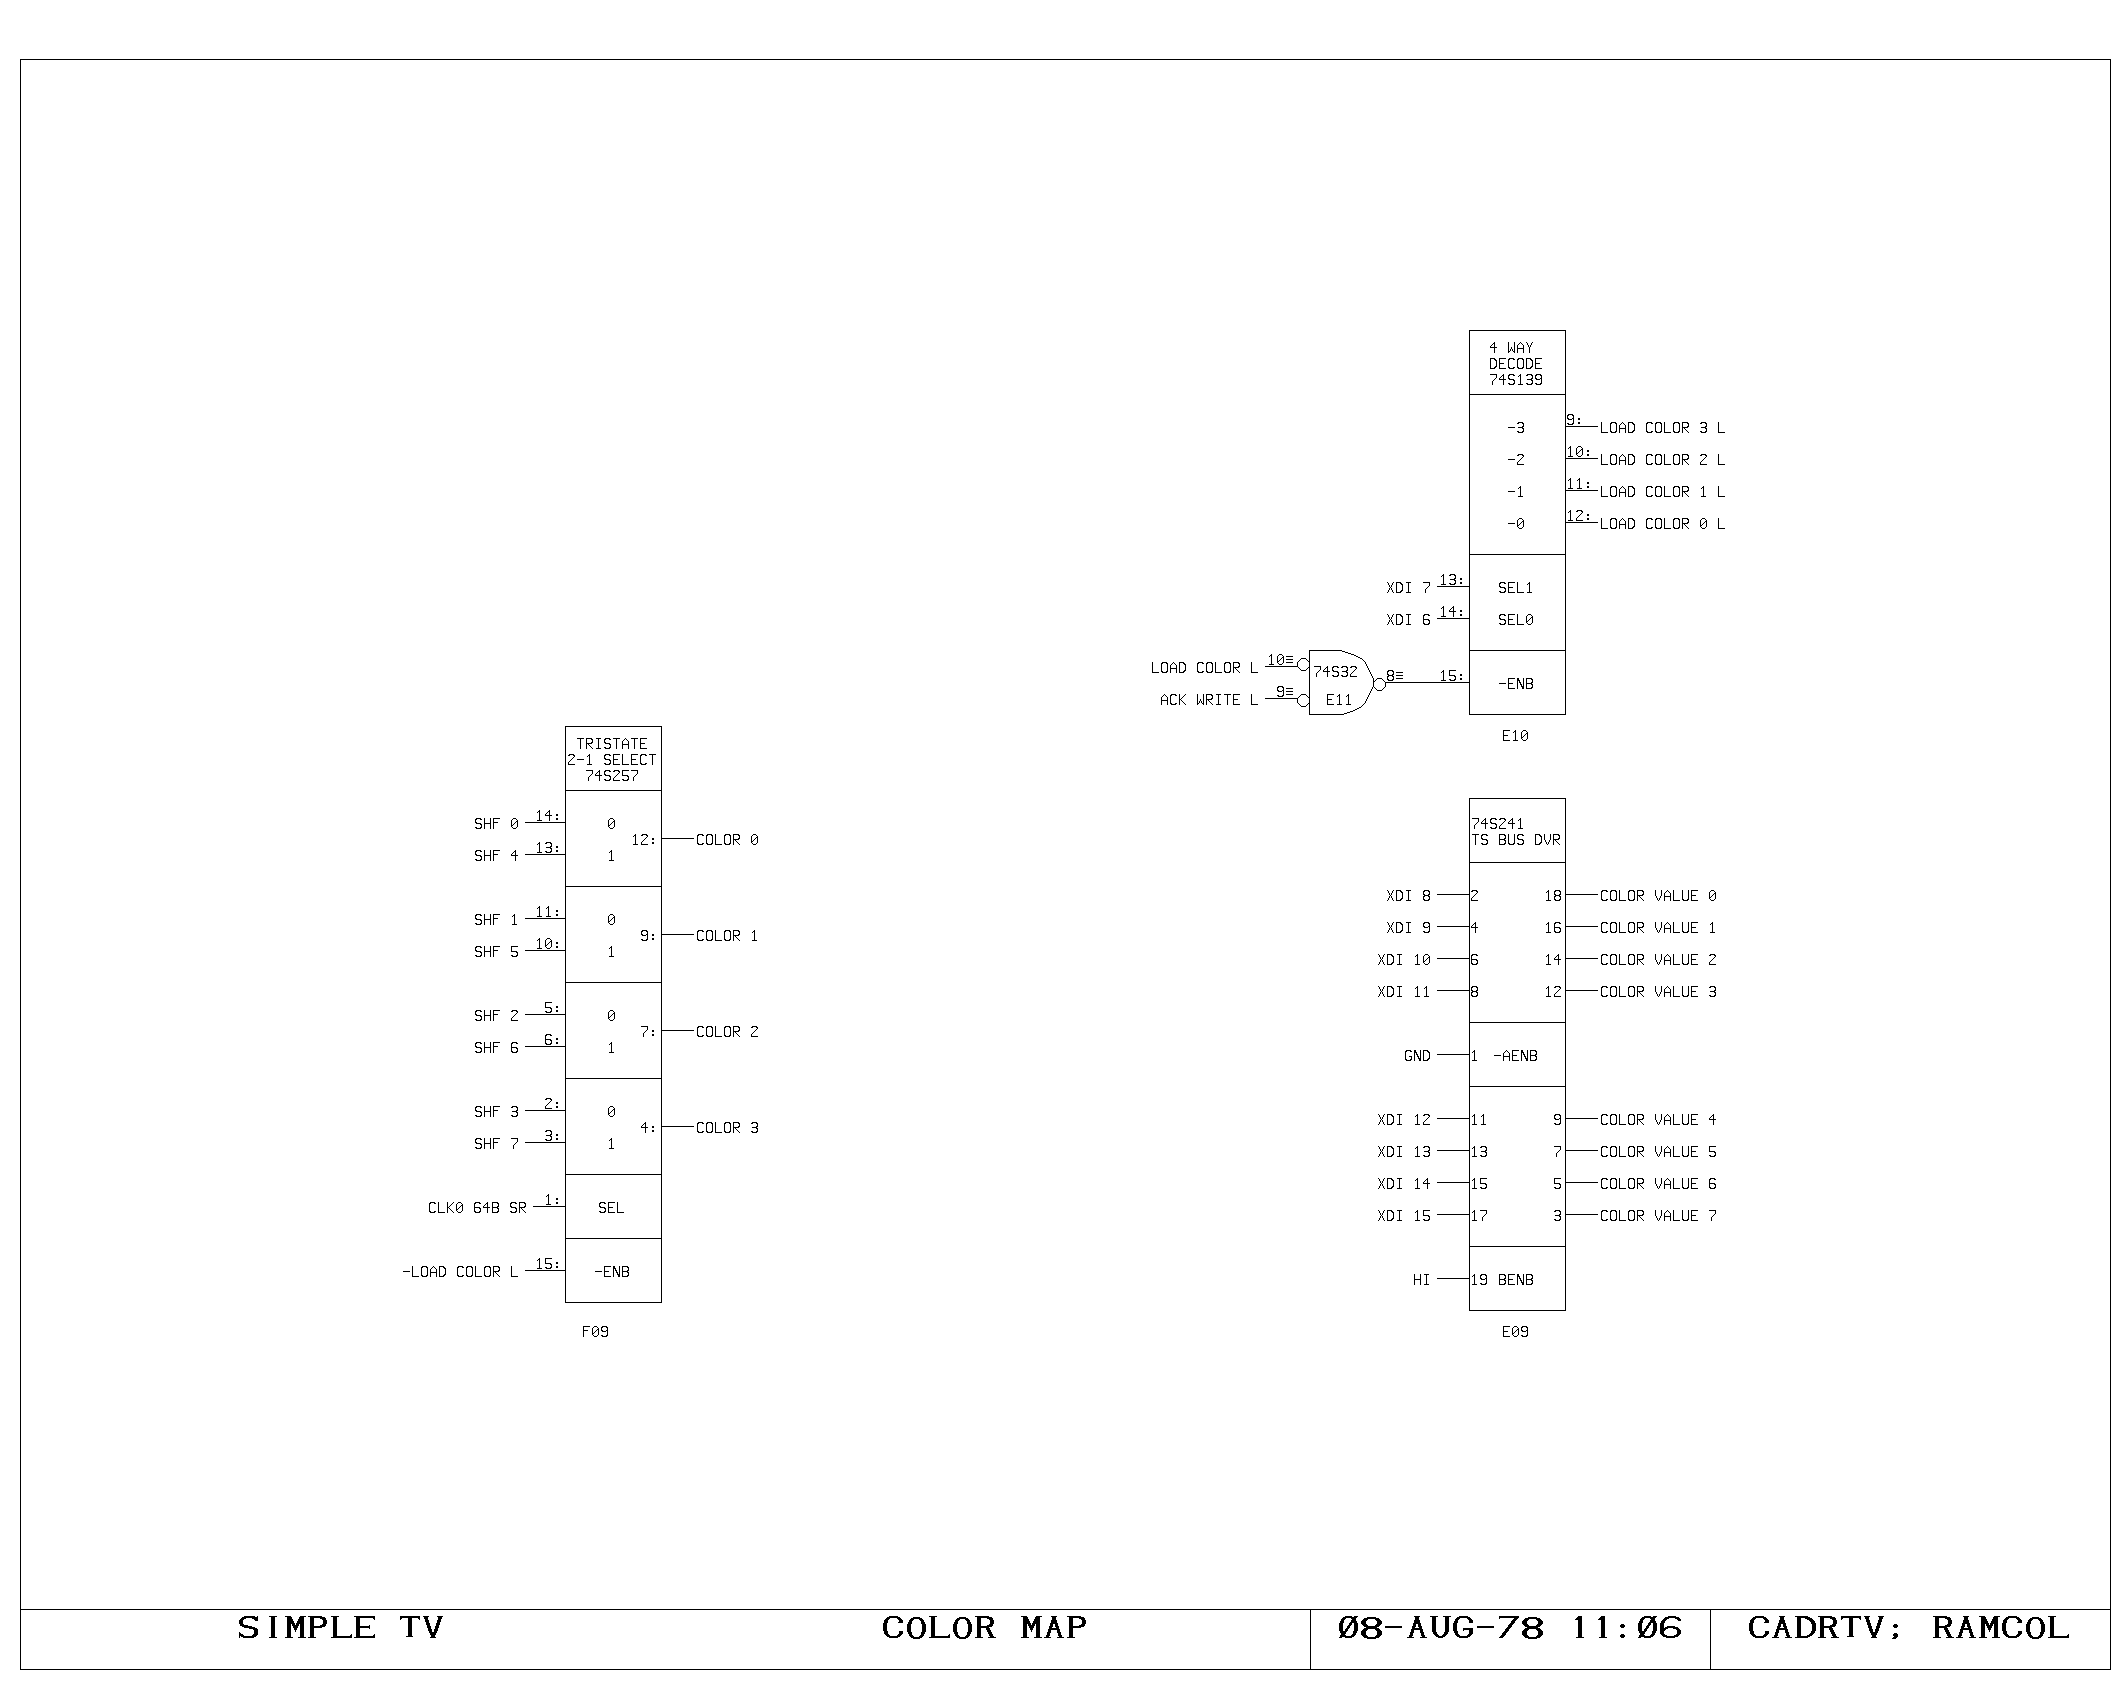 4 WAY
DECODE
74S139
-3 9: LOAD COLOR 3 L
-2 10: LOAD COLOR 2 L
-1 11: LOAD COLOR 1 L
-0 12: LOAD COLOR 0 L
XDI 7 13: SEL1
XDI 6 14: SEL0
LOAD COLOR L 10≡ 74S32
8≡ 15: -ENB
ACK WRITE L 9≡ E11
E10
TRISTATE
2-1 SELECT
74S257
SHF 0 14: 0
12: COLOR 0
SHF 4 13: 1
SHF 1 11: 0
9: COLOR 1
SHF 5 10: 1
SHF 2 5: 0
7: COLOR 2
SHF 6 6: 1
SHF 3 2: 0
4: COLOR 3
SHF 7 3: 1
CLK0 64B SR 1: SEL
-LOAD COLOR L 15: -ENB
F09
74S241
TS BUS DVR
XDI 8 2 18 COLOR VALUE 0
XDI 9 4 16 COLOR VALUE 1
XDI 10 6 14 COLOR VALUE 2
XDI 11 8 12 COLOR VALUE 3
GND 1 -AENB
XDI 12 11 9 COLOR VALUE 4
XDI 13 13 7 COLOR VALUE 5
XDI 14 15 5 COLOR VALUE 6
XDI 15 17 3 COLOR VALUE 7
HI 19 BENB
E09
SIMPLE TV COLOR MAP 08-AUG-78 11:06 CADRTV; RAMCOL